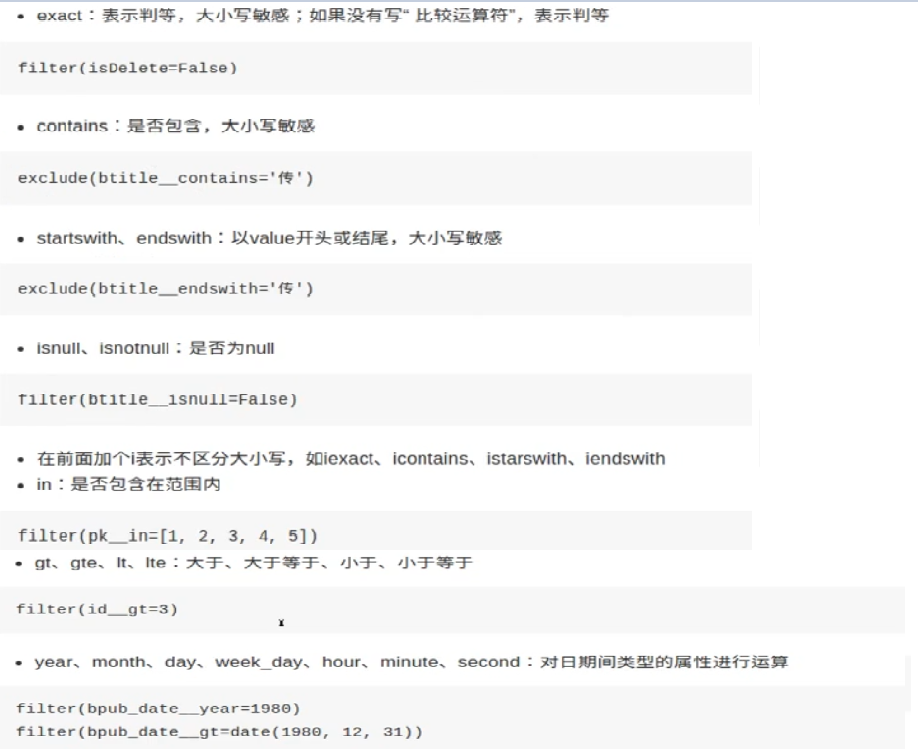 • exact：表示判等，大小写敏感；如果没有写“ 比较运算符”，表示判等
filter(isDelete=False)
• contains：是否包含，大小写敏感
exclude(btitle__contains='传')
• startswith、endswith：以value开头或结尾，大小写敏感
exclude(btitle__endswith='传')
• isnull、isnotnull：是否为null
filter(btitle__isnull=False)
• 在前面加个i表示不区分大小写，如iexact、icontains、istarswith、iendswith
• in：是否包含在范围内
filter(pk__in=[1, 2, 3, 4, 5])
• gt、gte、lt、lte：大于、大于等于、小于、小于等于
filter(id__gt=3)
• year、month、day、week_day、hour、minute、second：对日期间类型的属性进行运算
filter(bpub_date__year=1980)
filter(bpub_date__gt=date(1980, 12, 31))